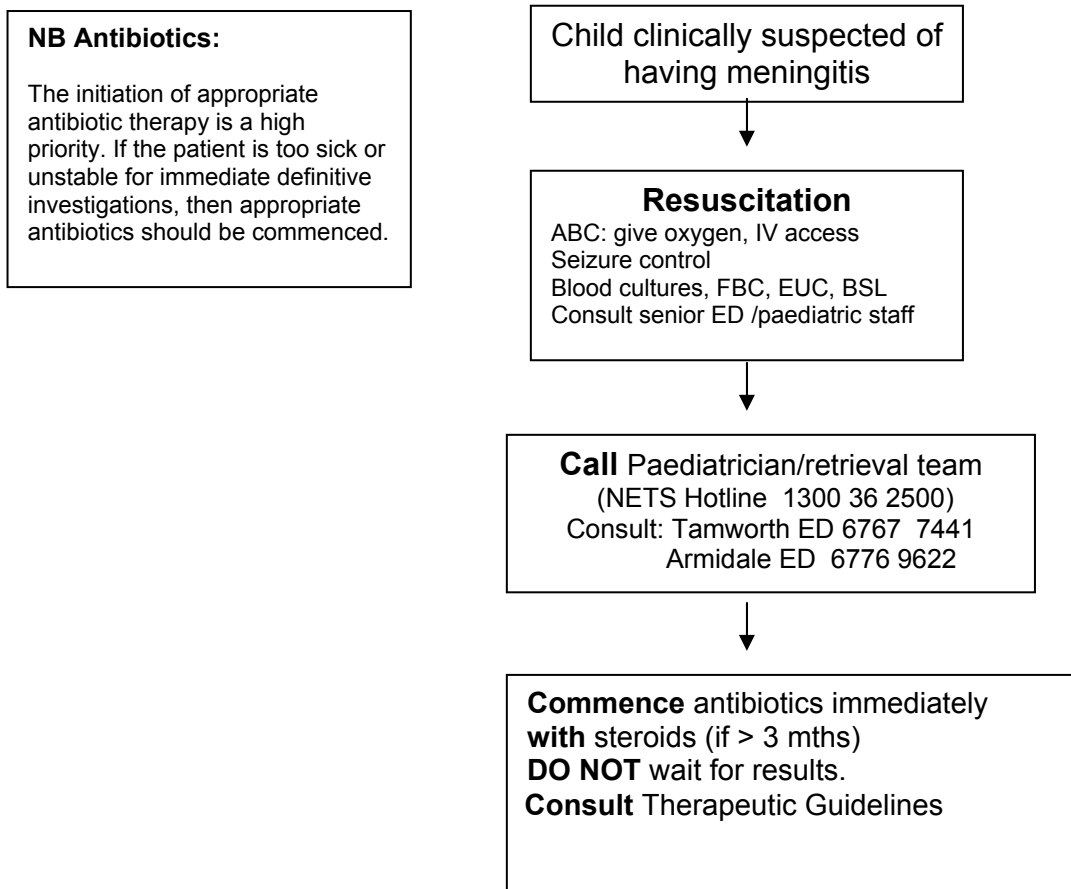 NB Antibiotics:
The initiation of appropriate
antibiotic therapy is a high
priority. If the patient is too sick or
unstable for immediate definitive
investigations, then appropriate
antibiotics should be commenced.
Child clinically suspected of
having meningitis
Resuscitation
ABC: give oxygen, IV access
Seizure control
Blood cultures, FBC, EUC, BSL
Consult senior ED /paediatric staff
Call Paediatrician/retrieval team
(NETS Hotline 1300 36 2500)
Consult: Tamworth ED 6767 7441
Armidale ED 6776 9622
Commence antibiotics immediately
with steroids (if > 3 mths)
DO NOT wait for results.
Consult Therapeutic Guidelines